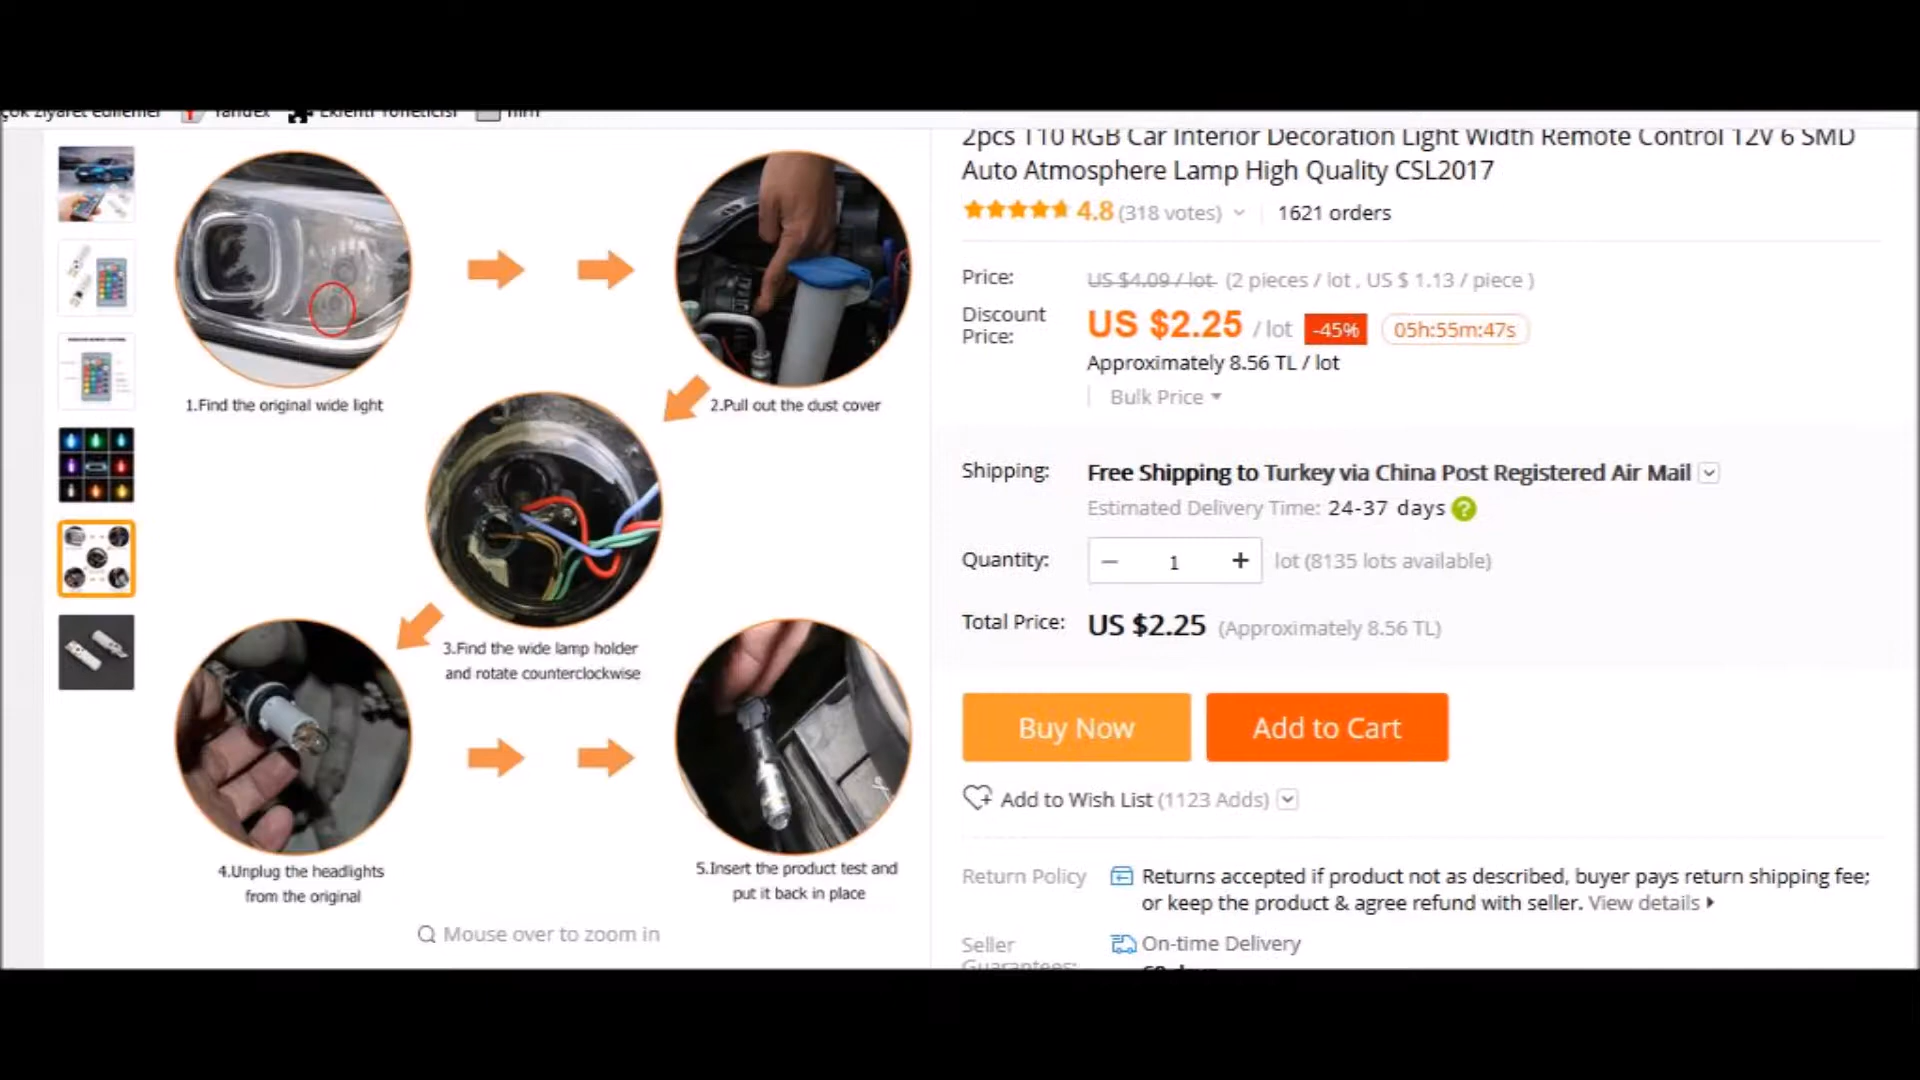 çok ziyaret edilenler Yandex Eklenti Yöneticisi
2pcs T10 RGB Car Interior Decoration Light Width Remote Control 12V 6 SMD
Auto Atmosphere Lamp High Quality CSL2017
4.8 (318 votes) 1621 orders
Price: US $4.09 / lot (2 pieces / lot , US $ 1.13 / piece )
Discount
Price:
US $2.25 / lot -45% 05h:55m:47s
Approximately 8.56 TL / lot
Bulk Price
Shipping: Free Shipping to Turkey via China Post Registered Air Mail
Estimated Delivery Time: 24-37 days ?
Quantity: − 1 + lot (8135 lots available)
Total Price: US $2.25 (Approximately 8.56 TL)
Buy Now Add to Cart
Add to Wish List (1123 Adds)
Return Policy Returns accepted if product not as described, buyer pays return shipping fee;
or keep the product & agree refund with seller. View details
Seller
Guarantees:
On-time Delivery
1.Find the original wide light
2.Pull out the dust cover
3.Find the wide lamp holder
and rotate counterclockwise
4.Unplug the headlights
from the original
5.Insert the product test and
put it back in place
Mouse over to zoom in